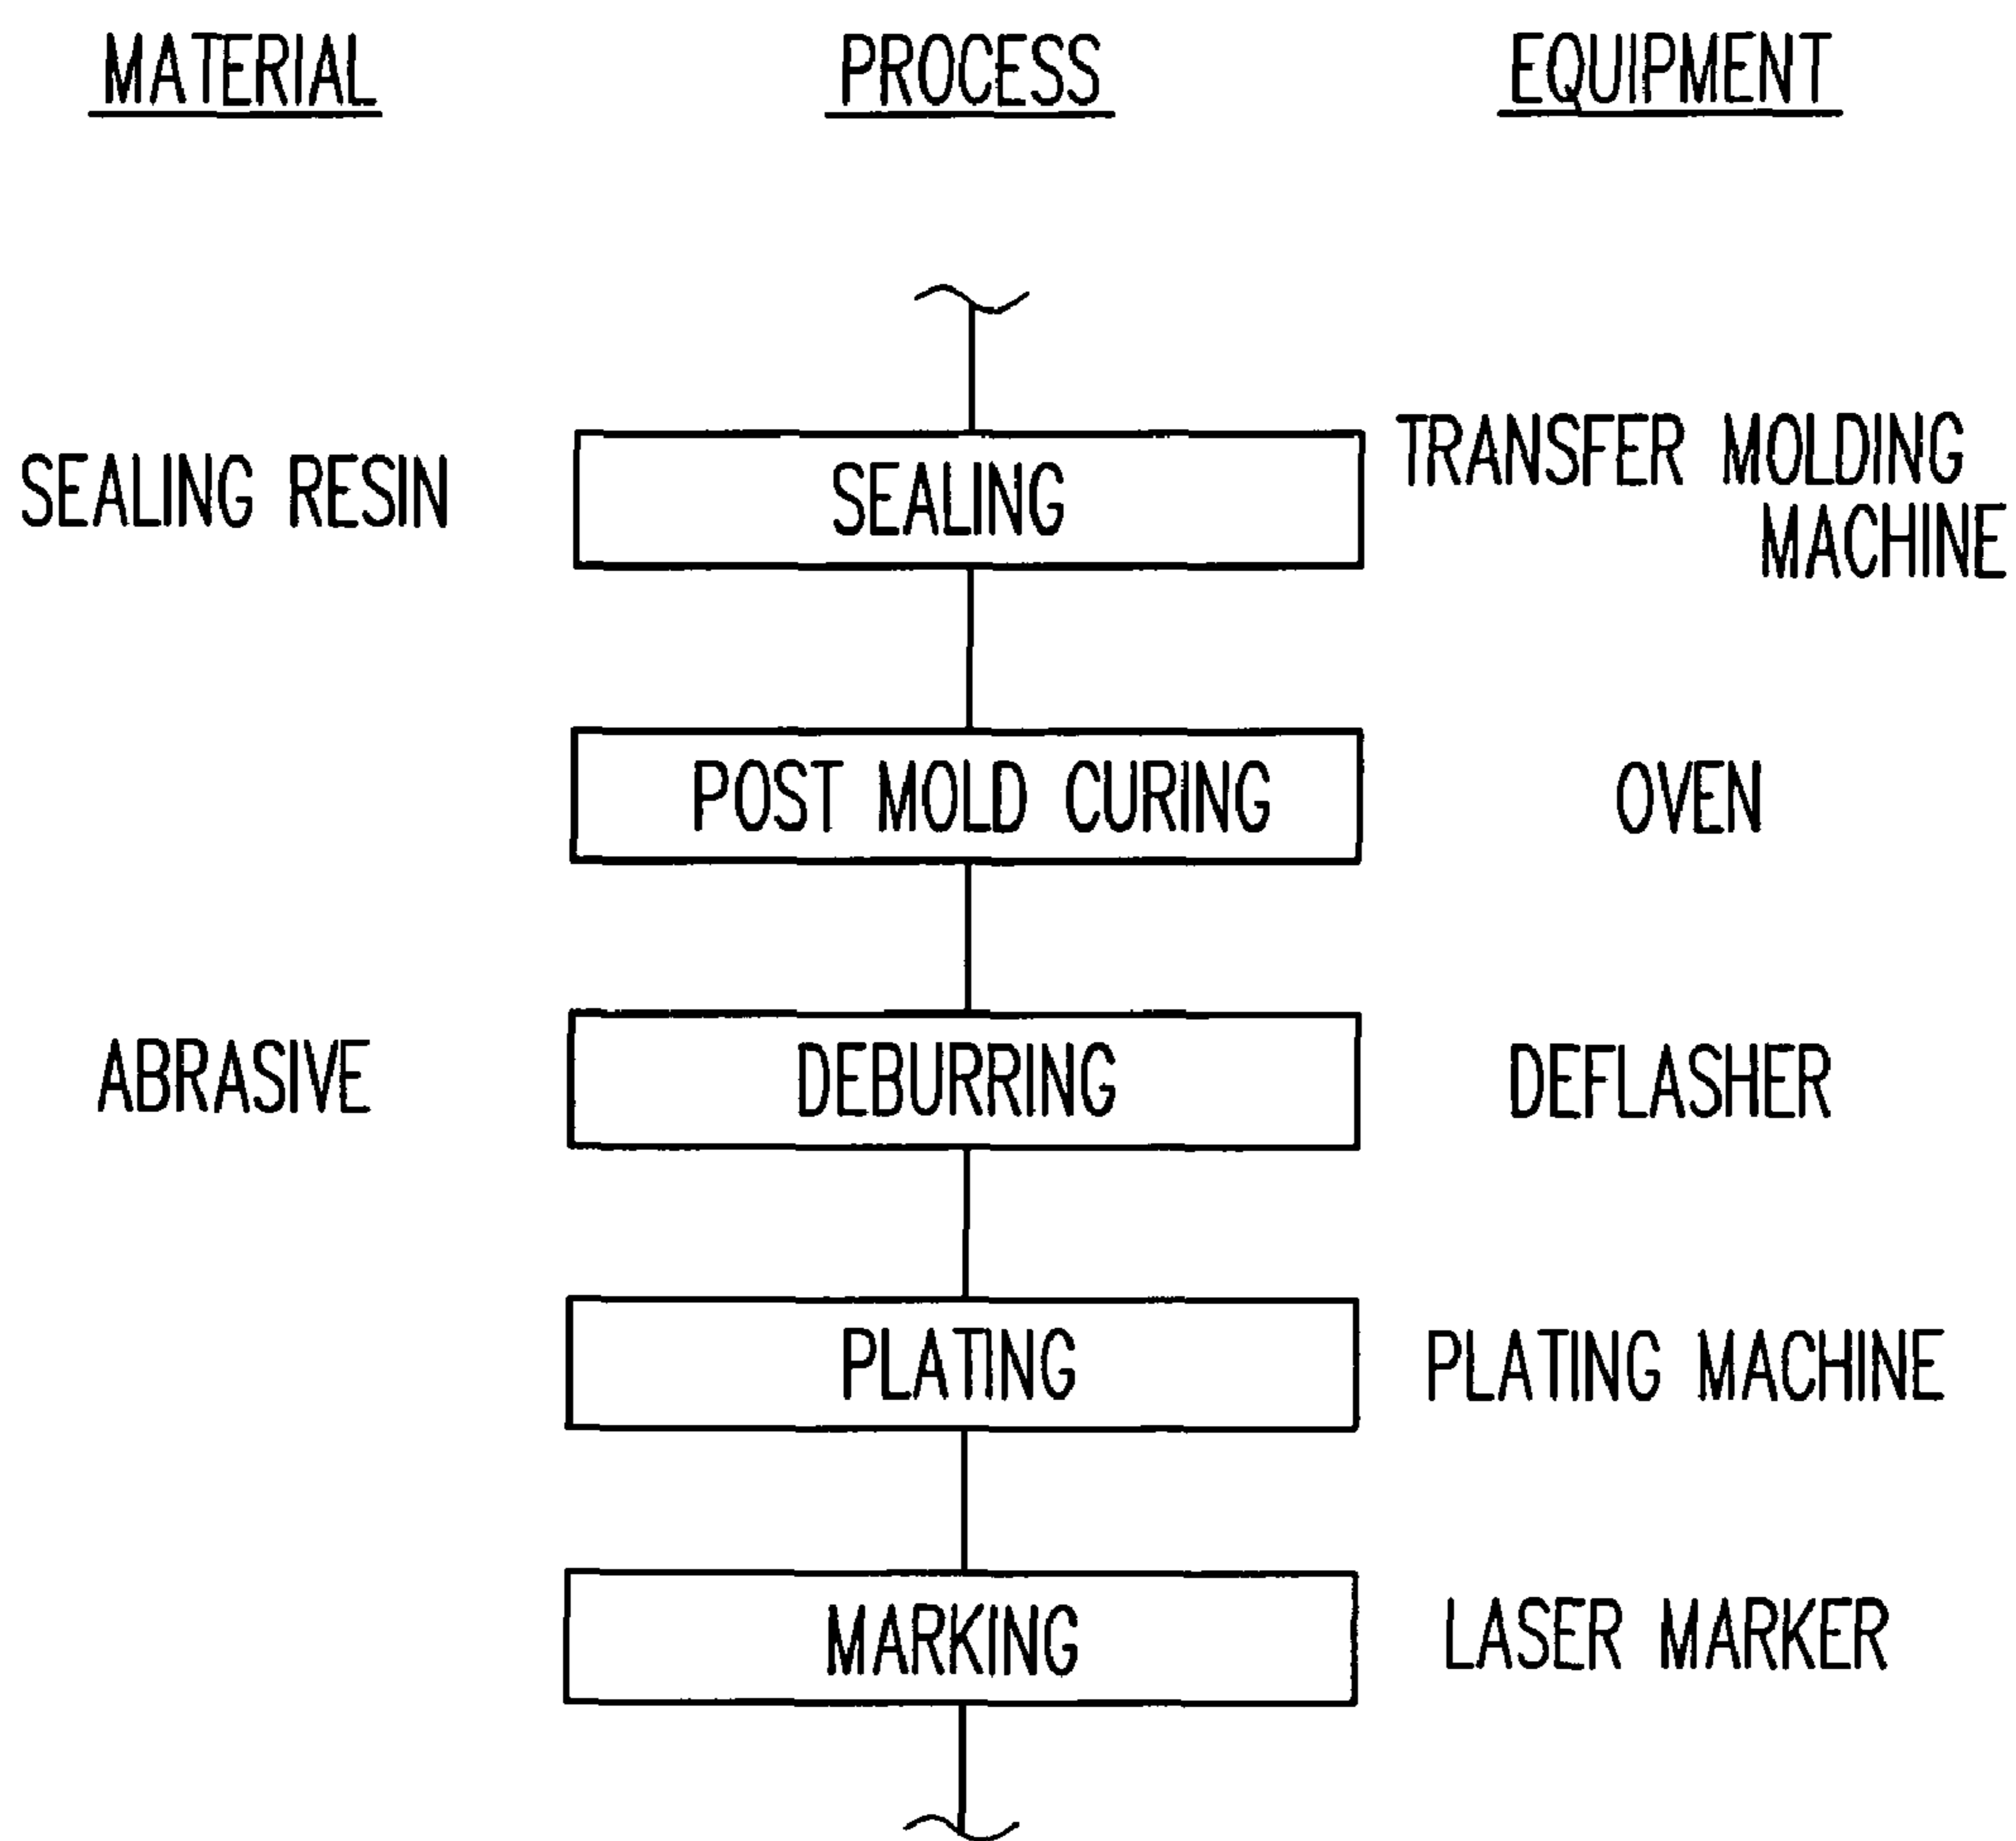 MATERIAL PROCESS EQUIPMENT
SEALING RESIN SEALING TRANSFER MOLDING
MACHINE
POST MOLD CURING OVEN
ABRASIVE DEBURRING DEFLASHER
PLATING PLATING MACHINE
MARKING LASER MARKER